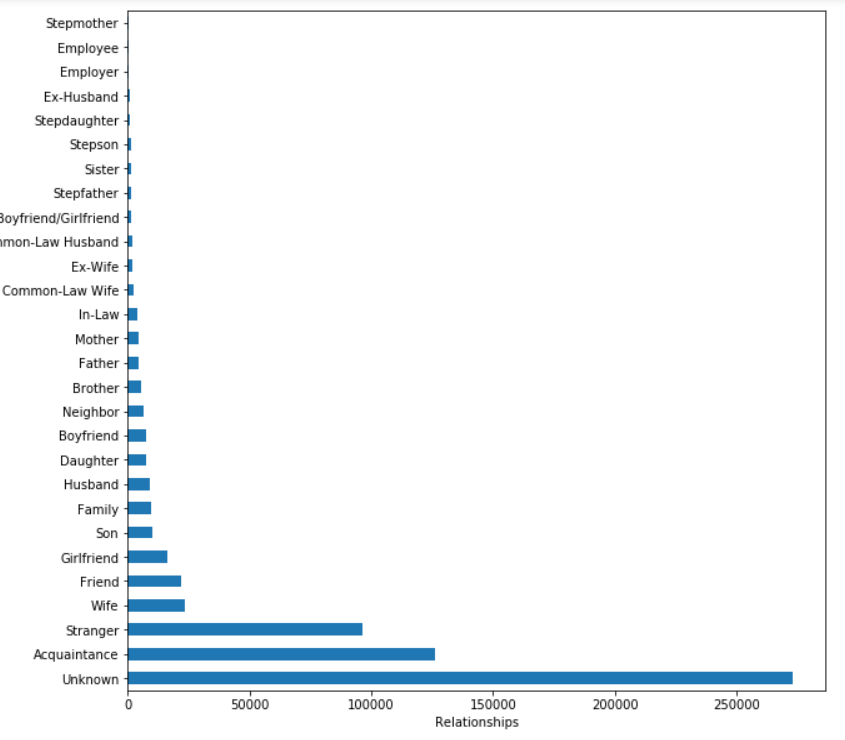 Stepmother
Employee
Employer
Ex-Husband
Stepdaughter
Stepson
Sister
Stepfather
Boyfriend/Girlfriend
mmon-Law Husband
Ex-Wife
Common-Law Wife
In-Law
Mother
Father
Brother
Neighbor
Boyfriend
Daughter
Husband
Family
Son
Girlfriend
Friend
Wife
Stranger
Acquaintance
Unknown
0 50000 100000 150000 200000 250000
Relationships